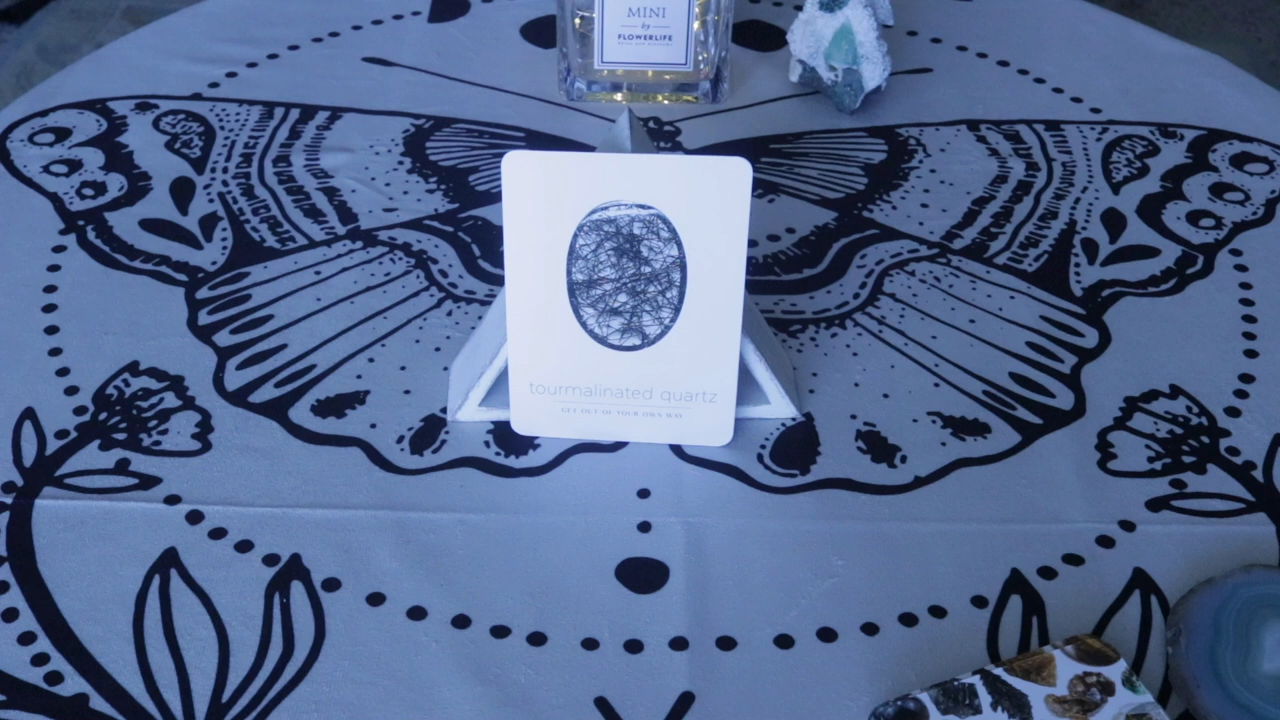 MINI
by
FLOWERLIFE
tourmalinated quartz
GET OUT OF YOUR OWN WAY